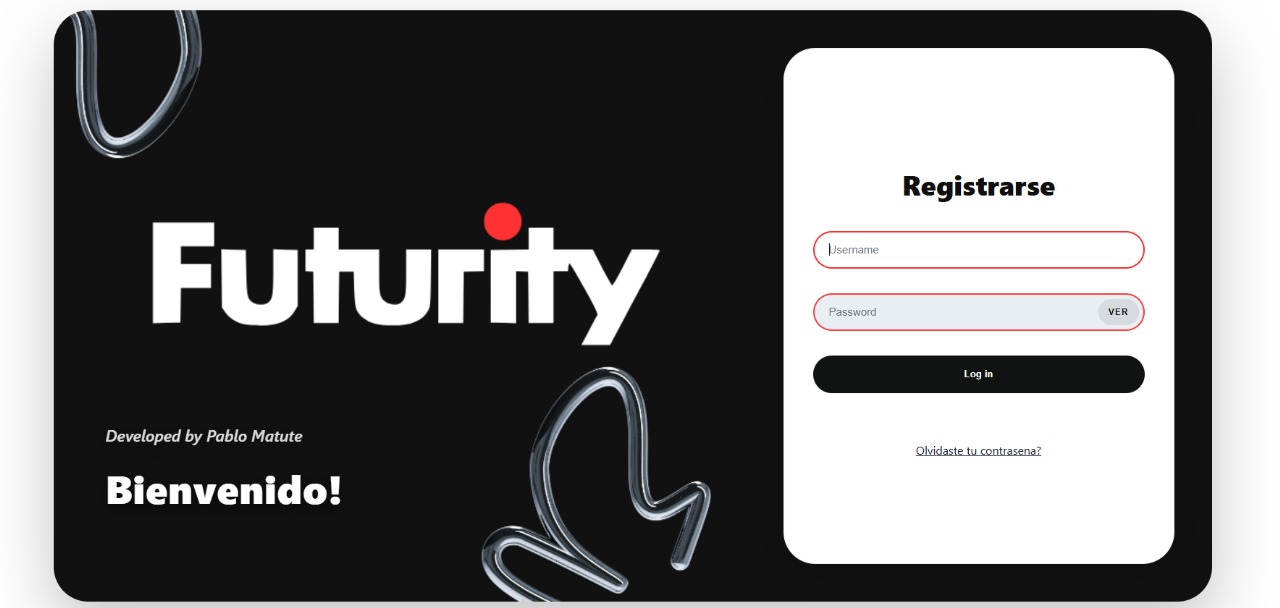 Futurity
Developed by Pablo Matute
Bienvenido!
Registrarse
Username
Password
VER
Log in
Olvidaste tu contrasena?